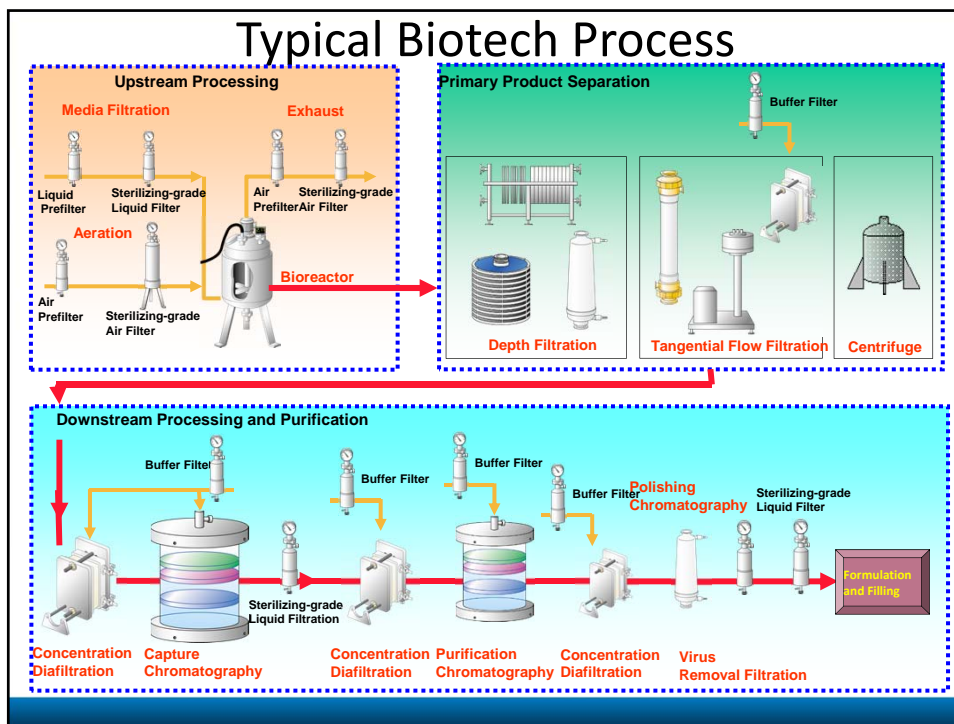 Typical Biotech Process
Upstream Processing
Media Filtration
Exhaust
Liquid
Prefilter
Sterilizing-grade
Liquid Filter
Air
Prefilter
Sterilizing-grade
Air Filter
Aeration
Air
Prefilter
Sterilizing-grade
Air Filter
Bioreactor
Primary Product Separation
Buffer Filter
Depth Filtration
Tangential Flow Filtration
Centrifuge
Downstream Processing and Purification
Buffer Filter
Buffer Filter
Buffer Filter
Buffer Filter
Polishing
Chromatography
Sterilizing-grade
Liquid Filter
Sterilizing-grade
Liquid Filtration
Formulation
and Filling
Concentration
Diafiltration
Capture
Chromatography
Concentration
Diafiltration
Purification
Chromatography
Concentration
Diafiltration
Virus
Removal Filtration